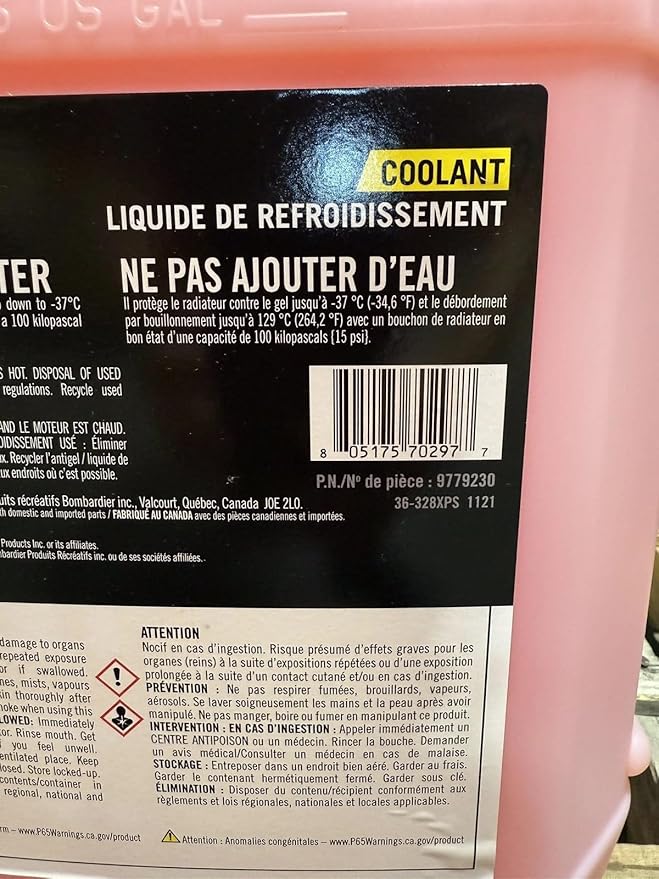 US GAL
COOLANT
LIQUIDE DE REFROIDISSEMENT
TER
down to -37°C
a 100 kilopascal
NE PAS AJOUTER D'EAU
Il protège le radiateur contre le gel jusqu'à -37 °C (-34,6 °F) et le débordement
par bouillonnement jusqu'à 129 °C (264,2 °F) avec un bouchon de radiateur en
bon état d'une capacité de 100 kilopascals [15 psi].
S HOT. DISPOSAL OF USED
regulations. Recycle used
AND LE MOTEUR EST CHAUD.
OIDISSEMENT USÉ : Éliminer
x. Recycler l'antigel / liquide de
ux endroits où c'est possible.
8 05175 70297 7
P.N./Nº de pièce : 9779230
36-328XPS 1121
uits récréatifs Bombardier inc., Valcourt, Québec, Canada JOE 2L0.
th domestic and imported parts / FABRIQUÉ AU CANADA avec des pièces canadiennes et importées.
Products Inc. or its affiliates.
bardier Produits Récréatifs inc. ou de ses sociétés affiliées.
damage to organs
repeated exposure
or if swallowed.
nes, mists, vapours
kin thoroughly after
moke when using this
LOWED: Immediately
tor. Rinse mouth. Get
f you feel unwell.
entilated place. Keep
losed. Store locked-up.
contents/container in
regional, national and
ATTENTION
Nocif en cas d'ingestion. Risque présumé d'effets graves pour les
organes (reins) à la suite d'expositions répétées ou d'une exposition
prolongée à la suite d'un contact cutané et/ou en cas d'ingestion.
PRÉVENTION : Ne pas respirer fumées, brouillards, vapeurs,
aérosols. Se laver soigneusement les mains et la peau après avoir
manipulé. Ne pas manger, boire ou fumer en manipulant ce produit.
INTERVENTION : EN CAS D'INGESTION : Appeler immédiatement un
CENTRE ANTIPOISON ou un médecin. Rincer la bouche. Demander
un avis médical/Consulter un médecin en cas de malaise.
STOCKAGE : Entreposer dans un endroit bien aéré. Garder au frais.
Garder le contenant hermétiquement fermé. Garder sous clé.
ÉLIMINATION : Disposer du contenu/récipient conformément aux
règlements et lois régionales, nationales et locales applicables.
rm – www.P65Warnings.ca.gov/product
Attention : Anomalies congénitales – www.P65Warnings.ca.gov/product